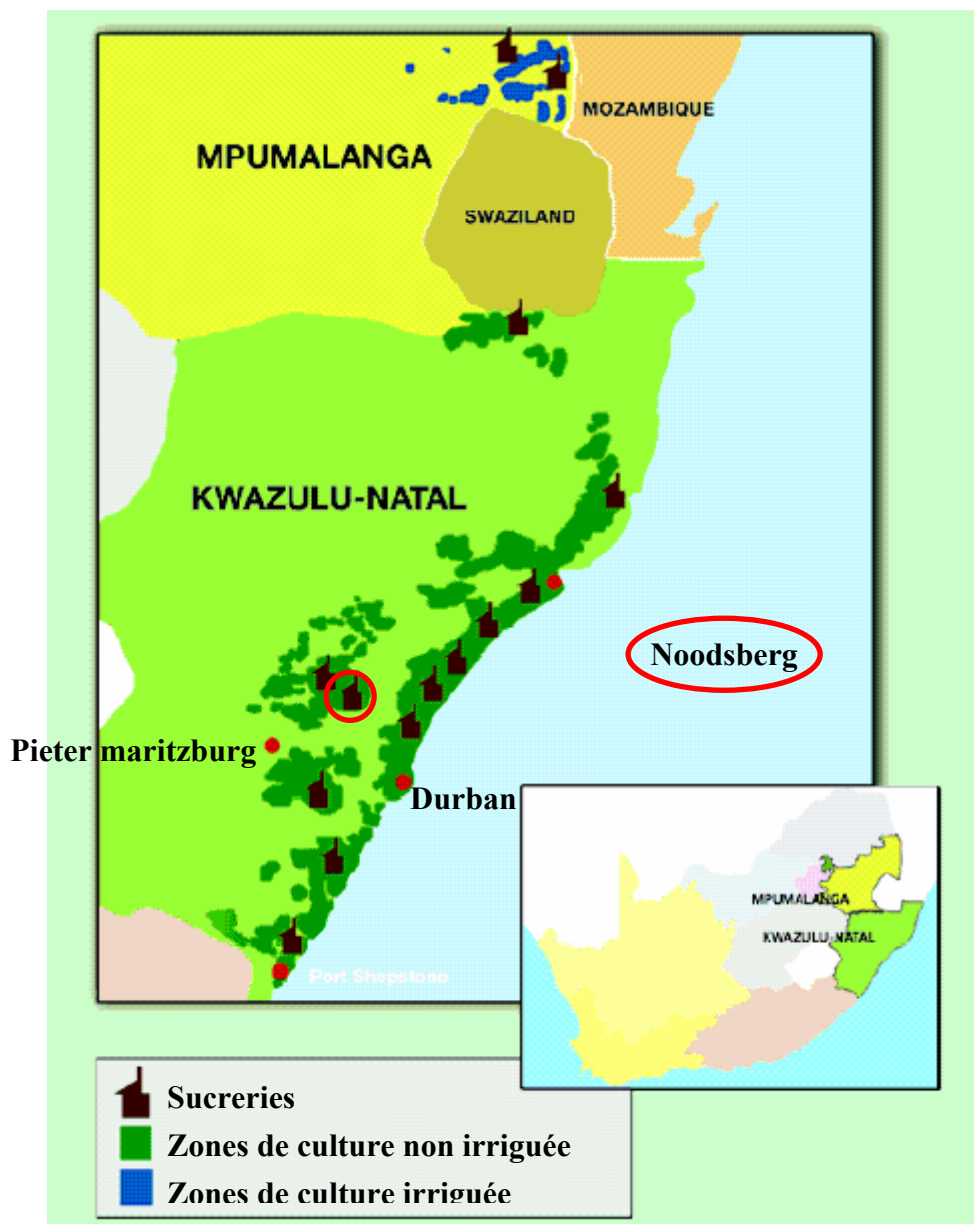 MOZAMBIQUE
MPUMALANGA
SWAZILAND
KWAZULU-NATAL
Noodsberg
Pieter maritzburg
Durban
Port Shepstone
MPUMALANGA
KWAZULU-NATAL
Sucreries
Zones de culture non irriguée
Zones de culture irriguée